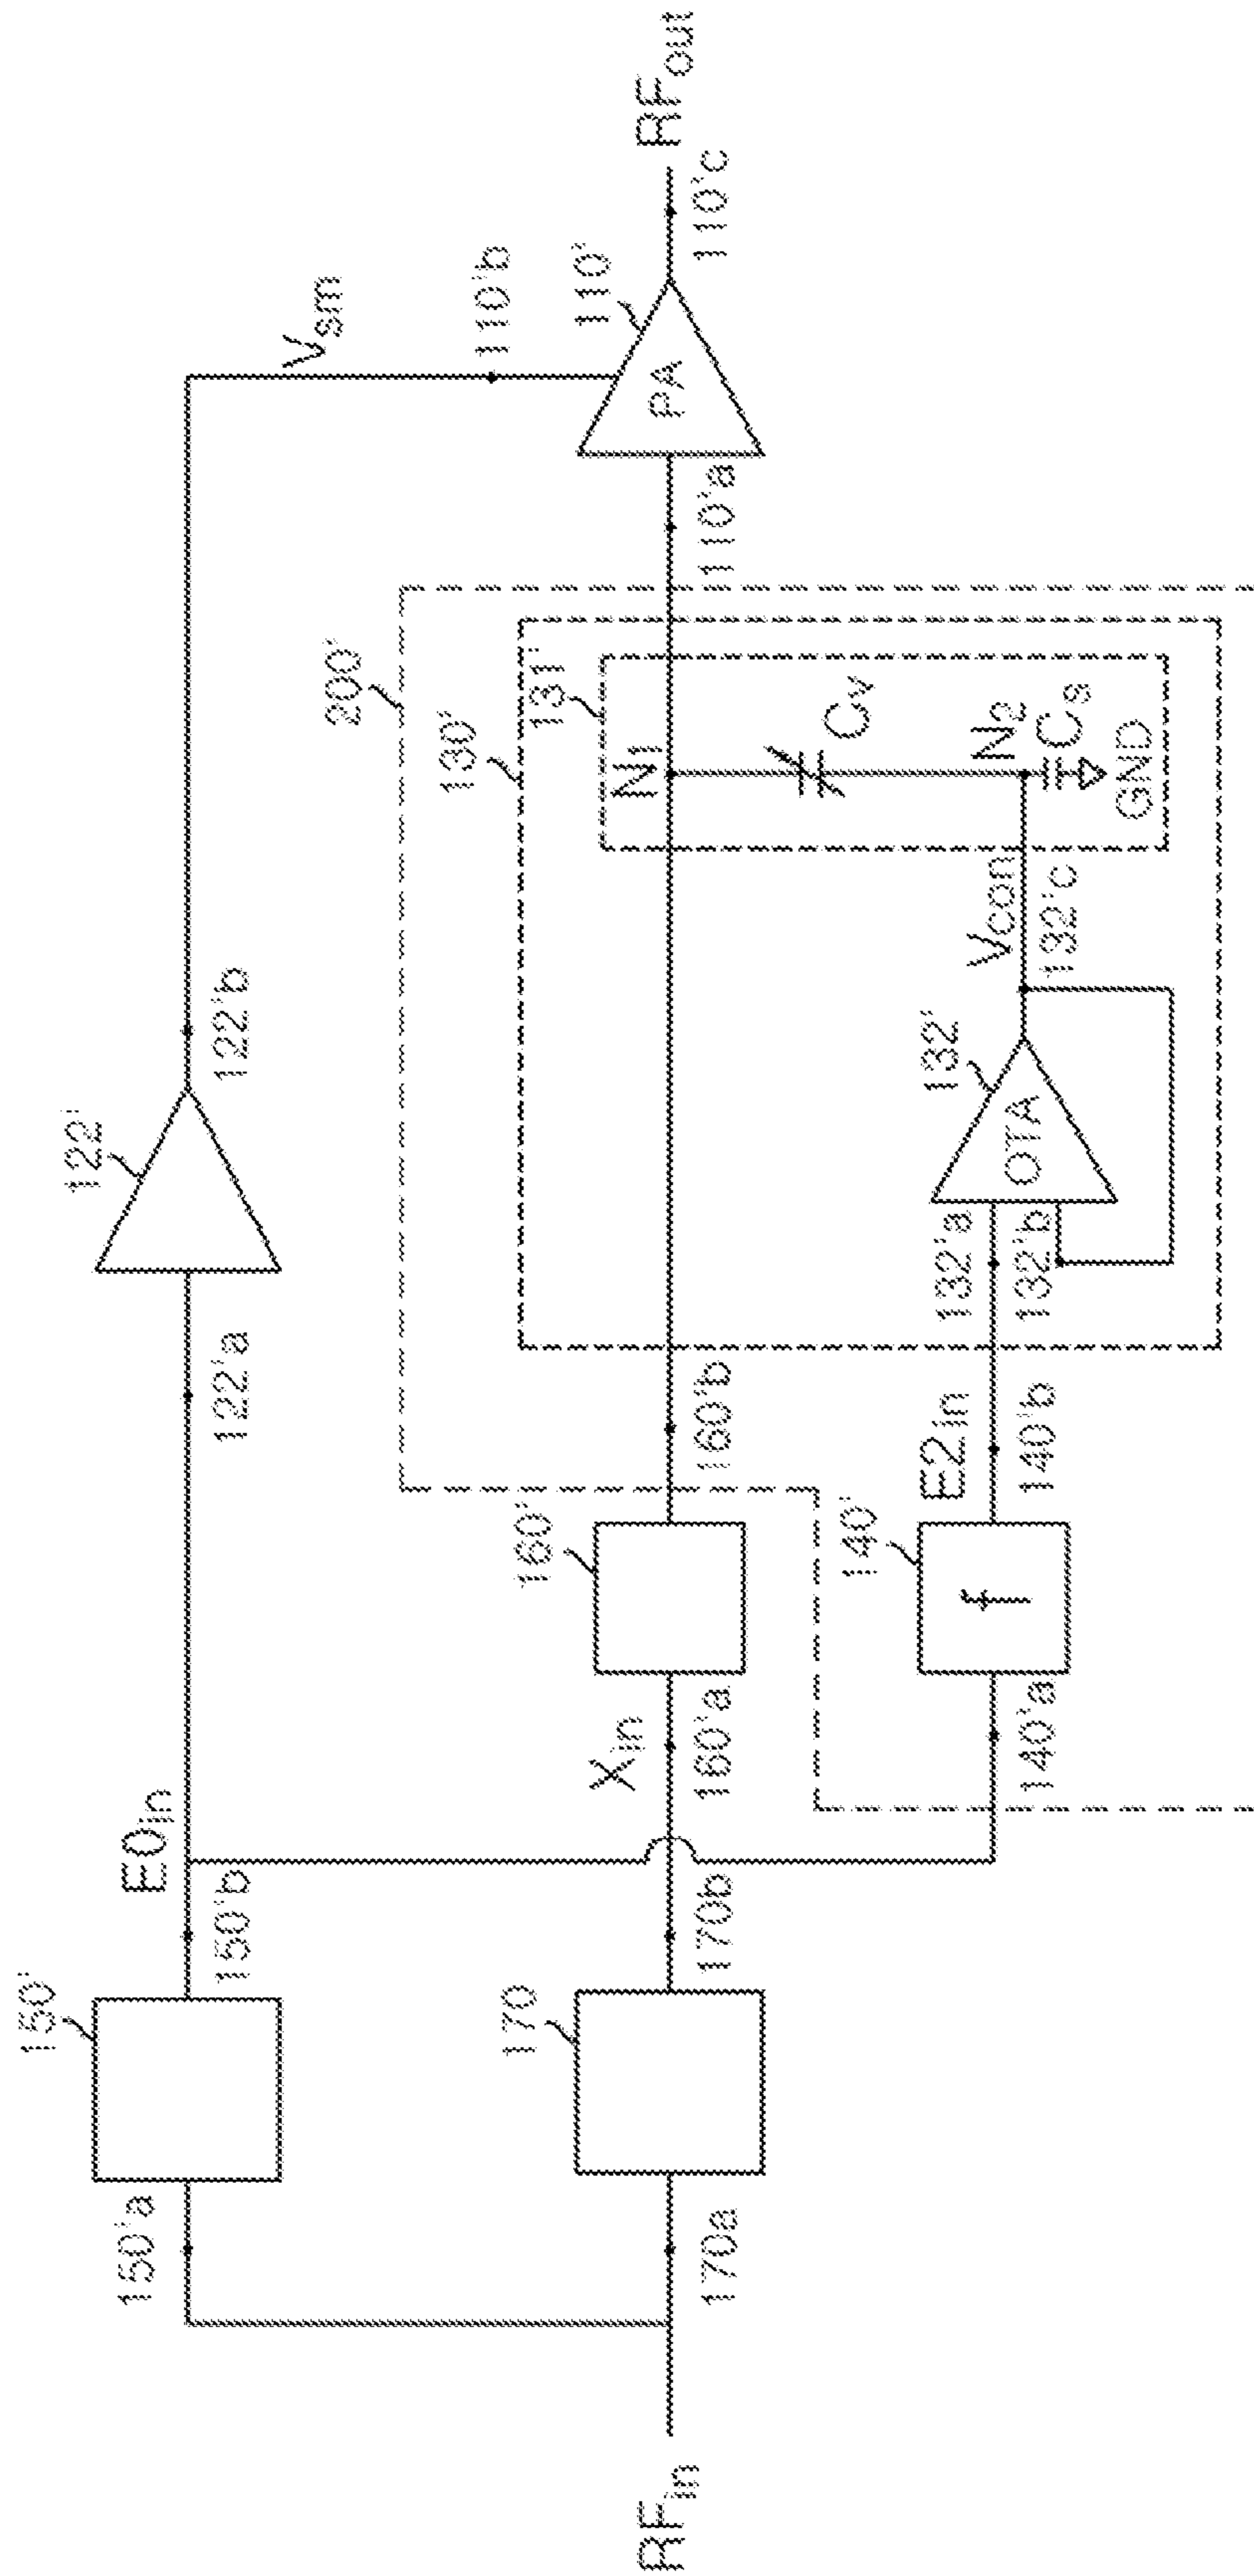 RFin
150'a
150'
150'b
E0in
122'a
122'
122'b
Vsm
110'b
110'
PA
110'c
RFout
170a
170
170b
Xin
160'a
160'
160'b
200'
130'
131'
N1
110'a
Cv
N2
Cs
GND
140'a
140'
f
E2in
140'b
132'a
132'b
132'
OTA
Vcon
132'c